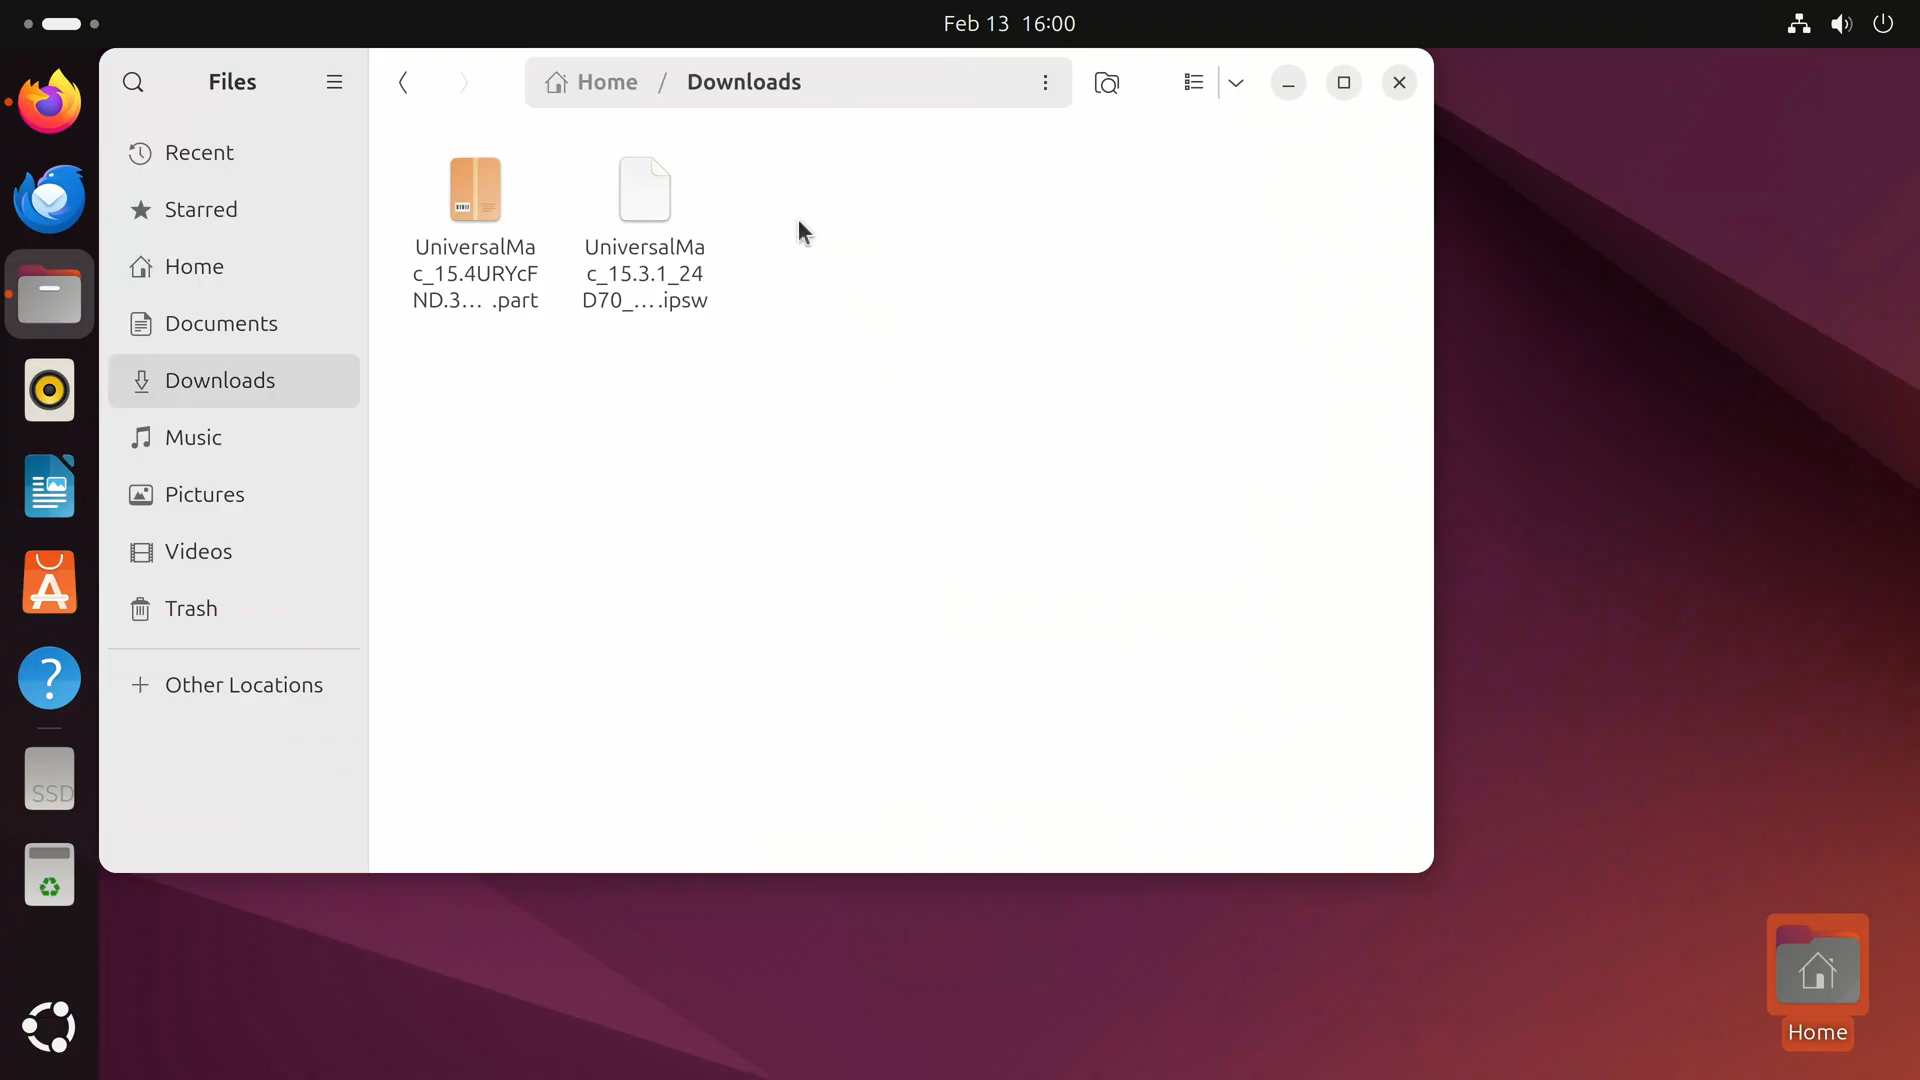 Feb 13 16:00
Files
Home / Downloads
Recent
Starred
Home
Documents
Downloads
Music
Pictures
Videos
Trash
Other Locations
UniversalMa
c_15.4URYcF
ND.3... .part
UniversalMa
c_15.3.1_24
D70_....ipsw
SSD
Home